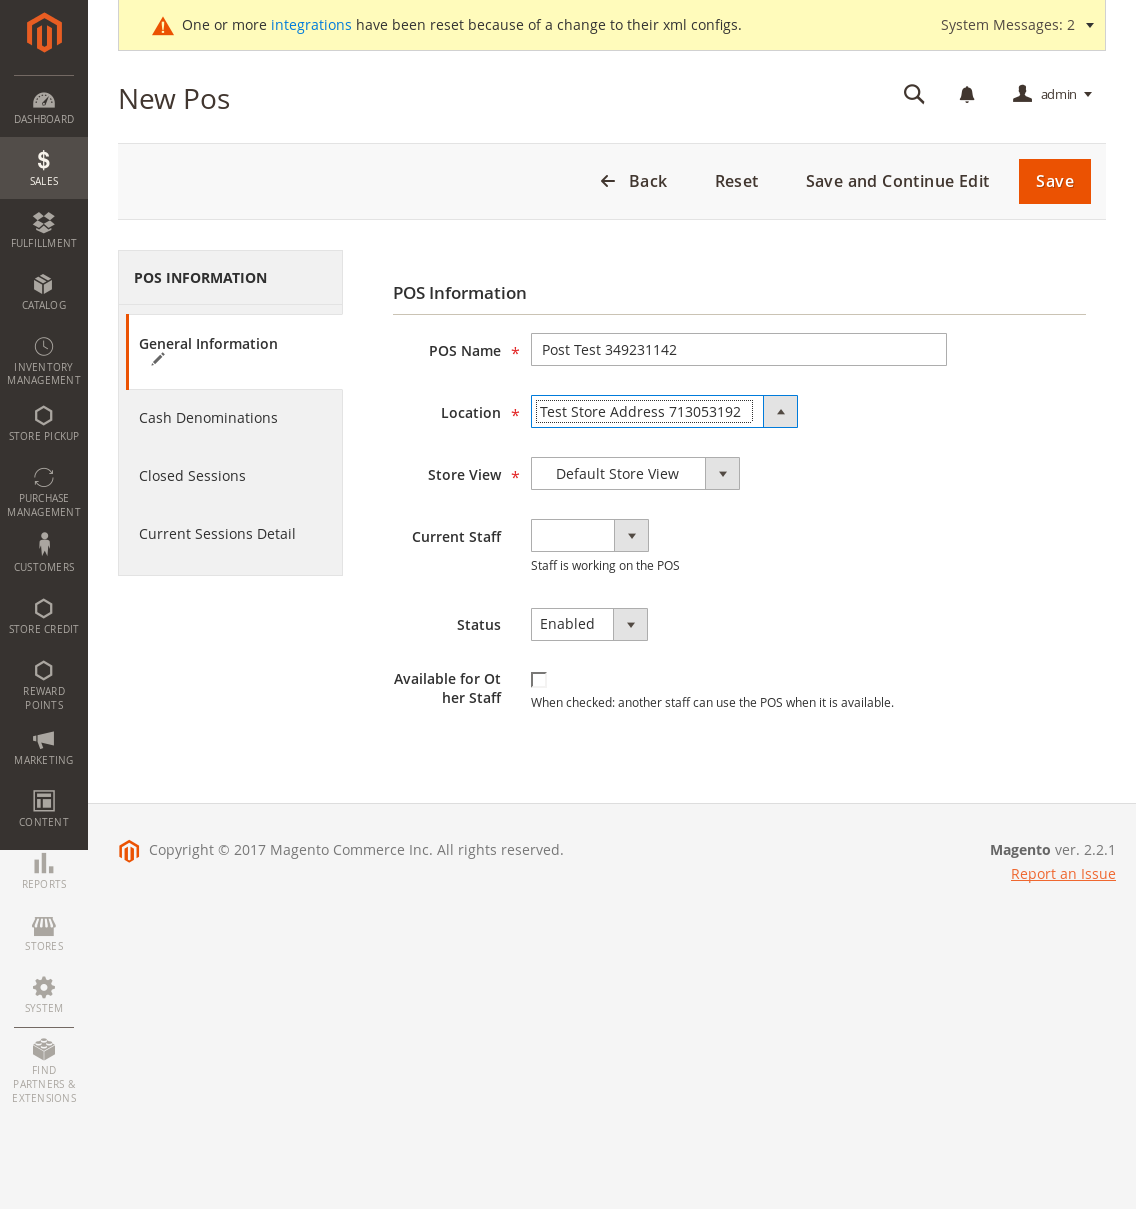 One or more integrations have been reset because of a change to their xml configs.
System Messages: 2
New Pos
admin
Back
Reset
Save and Continue Edit
Save
DASHBOARD
SALES
FULFILLMENT
CATALOG
INVENTORY
MANAGEMENT
STORE PICKUP
PURCHASE
MANAGEMENT
CUSTOMERS
STORE CREDIT
REWARD
POINTS
MARKETING
CONTENT
REPORTS
STORES
SYSTEM
FIND
PARTNERS &
EXTENSIONS
POS INFORMATION
General Information
Cash Denominations
Closed Sessions
Current Sessions Detail
POS Information
POS Name * Post Test 349231142
Location * Test Store Address 713053192
Store View * Default Store View
Current Staff
Staff is working on the POS
Status Enabled
Available for Ot
her Staff
When checked: another staff can use the POS when it is available.
Copyright © 2017 Magento Commerce Inc. All rights reserved.
Magento ver. 2.2.1
Report an Issue